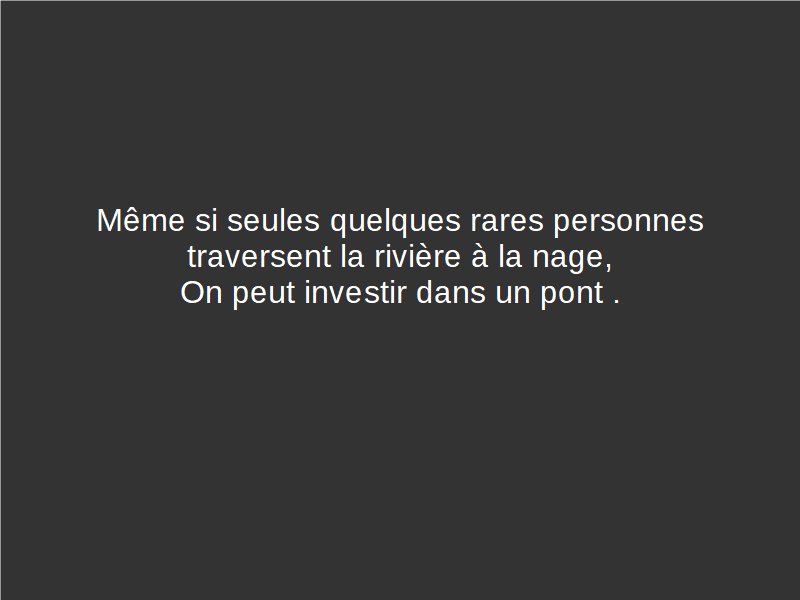 Même si seules quelques rares personnes
traversent la rivière à la nage,
On peut investir dans un pont .